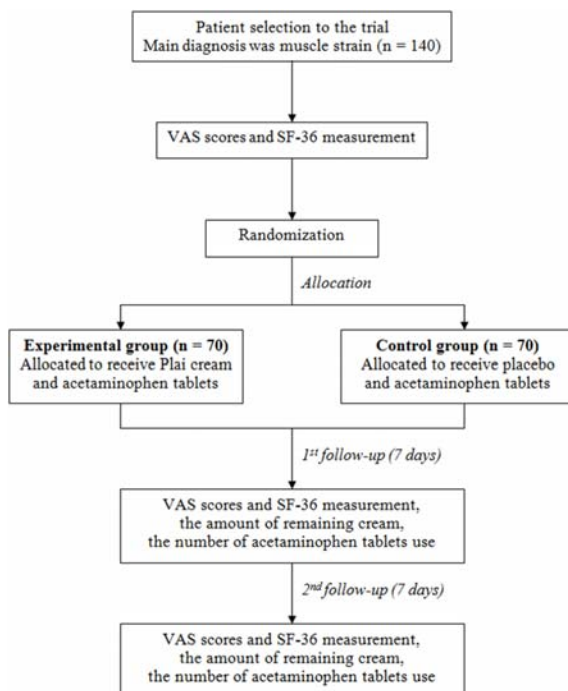 Patient selection to the trial
Main diagnosis was muscle strain (n = 140)
VAS scores and SF-36 measurement
Randomization
Allocation
Experimental group (n = 70)
Allocated to receive Plai cream
and acetaminophen tablets
Control group (n = 70)
Allocated to receive placebo
and acetaminophen tablets
1st follow-up (7 days)
VAS scores and SF-36 measurement,
the amount of remaining cream,
the number of acetaminophen tablets use
2nd follow-up (7 days)
VAS scores and SF-36 measurement,
the amount of remaining cream,
the number of acetaminophen tablets use